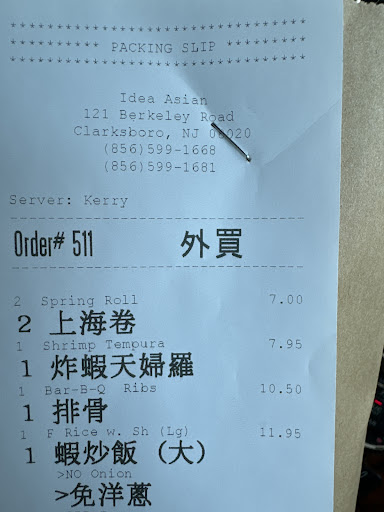 * * * * * * * * * * * * * * * * * * * * * * * * * * * * *
* * * * * * * * * PACKING SLIP * * * * * * * *
* * * * * * * * * * * * * * * * * * * * * * * * * * * * *
Idea Asian
121 Berkeley Road
Clarksboro, NJ 08020
(856)599-1668
(856)599-1681
Server: Kerry
Order# 511 外買
2 Spring Roll 7.00
2 上海卷
1 Shrimp Tempura 7.95
1 炸蝦天婦羅
1 Bar-B-Q Ribs 10.50
1 排骨
1 F Rice w. Sh (Lg) 11.95
1 蝦炒飯 (大)
>NO Onion
>免洋蔥